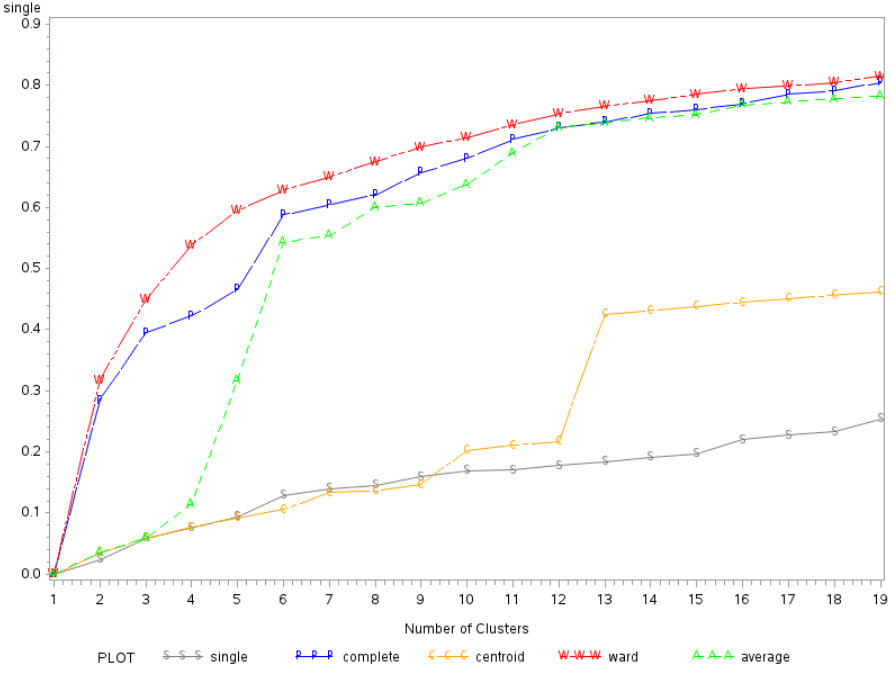 single
0.9
0.8
0.7
0.6
0.5
0.4
0.3
0.2
0.1
0.0
1 2 3 4 5 6 7 8 9 10 11 12 13 14 15 16 17 18 19
Number of Clusters
PLOT S S S single P P P complete C C C centroid W W W ward A A A average